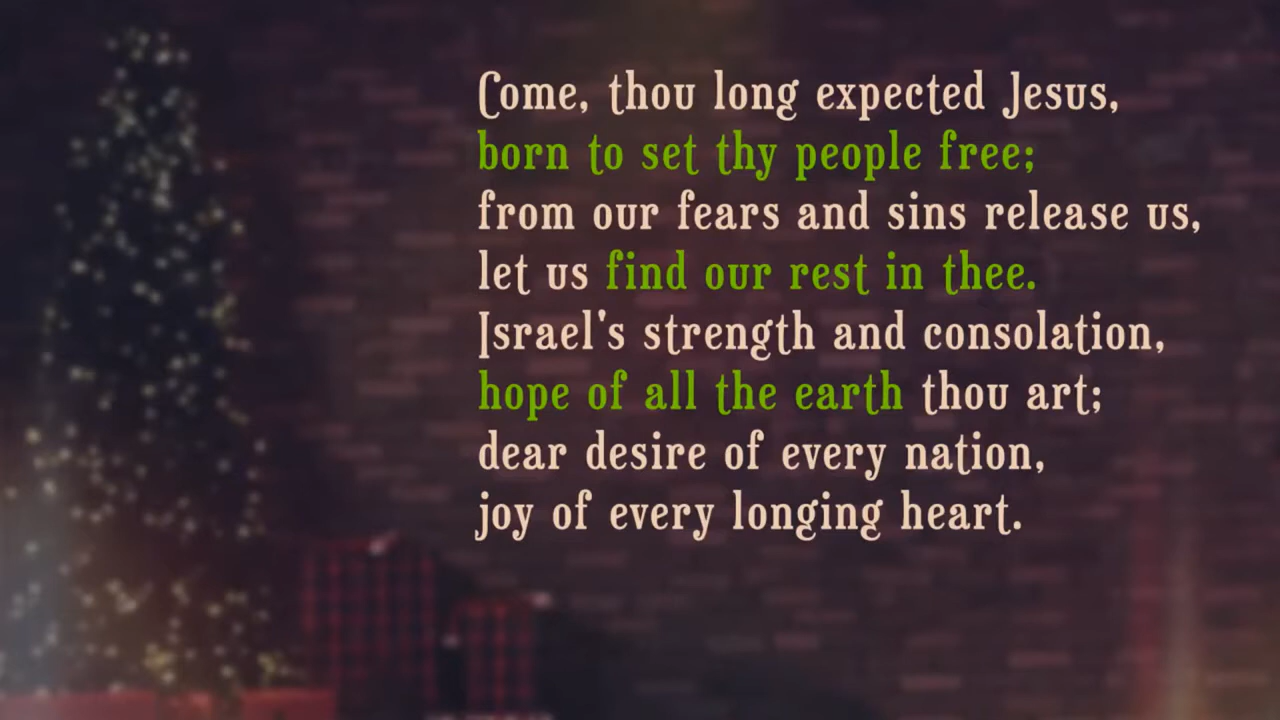 Come, thou long expected Jesus,
born to set thy people free;
from our fears and sins release us,
let us find our rest in thee.
Israel's strength and consolation,
hope of all the earth thou art;
dear desire of every nation,
joy of every longing heart.